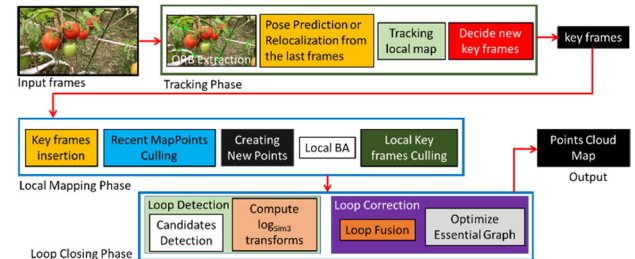 ORB Extraction
Pose Prediction or
Relocalization from
the last frames
Tracking
local map
Decide new
key frames
key frames
Input frames
Tracking Phase
Key frames
insertion
Recent MapPoints
Culling
Creating
New Points
Local BA
Local Key
frames Culling
Points Cloud
Map
Local Mapping Phase
Output
Loop Detection
Candidates
Detection
Compute
logSim3
transforms
Loop Correction
Loop Fusion
Optimize
Essential Graph
Loop Closing Phase